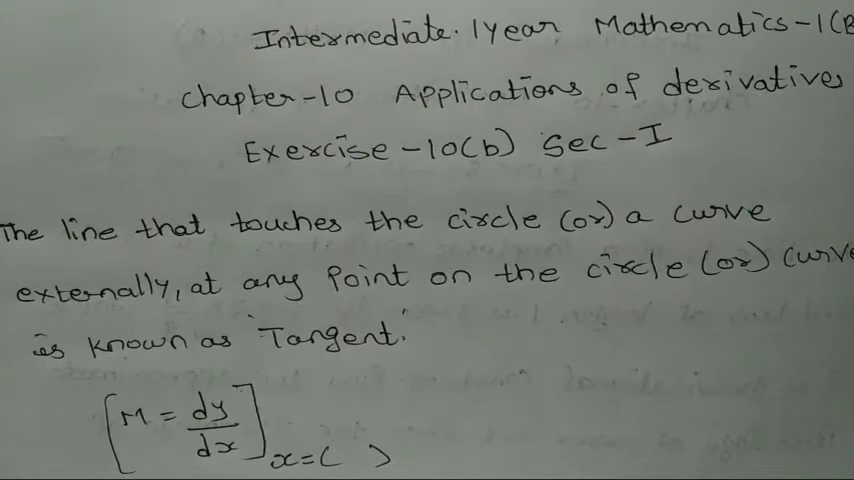 Intermediate. 1year Mathematics-1(B
chapter-10 Applications of derivative
Exercise -10(b) Sec-I
The line that touches the circle (or) a curve
externally, at any Point on the circle (or) curve
is known as "Tangent."
[M = dy/dx] x=( )